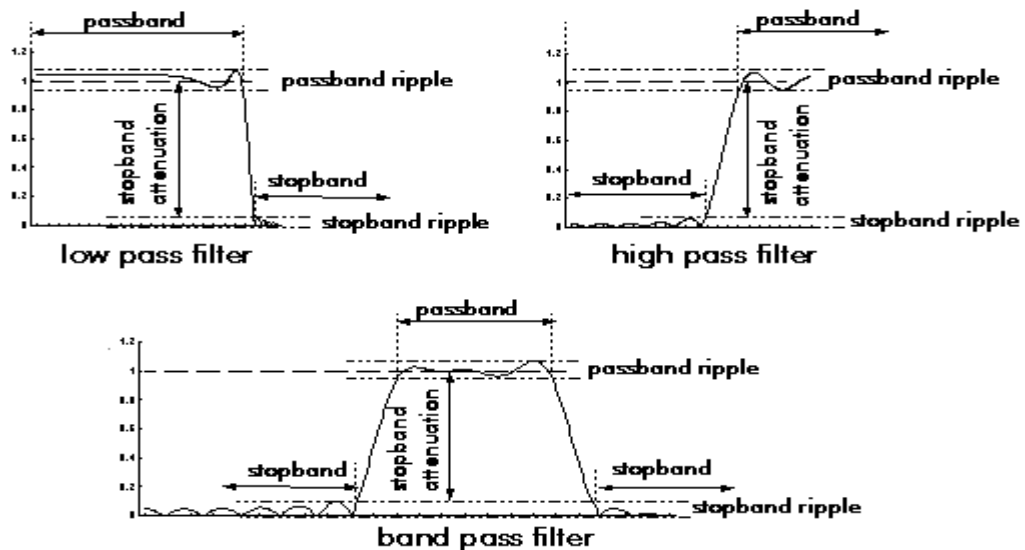 passband
1.2
1
0.8
0.6
0.4
0.2
0
passband ripple
stopband
attenuation
stopband
stopband ripple
low pass filter
passband
1.2
1
0.8
0.6
0.4
0.2
0
passband ripple
stopband
attenuation
stopband
stopband ripple
high pass filter
passband
1.2
1
0.8
0.6
0.4
0.2
0
passband ripple
stopband
attenuation
stopband
stopband
stopband ripple
band pass filter